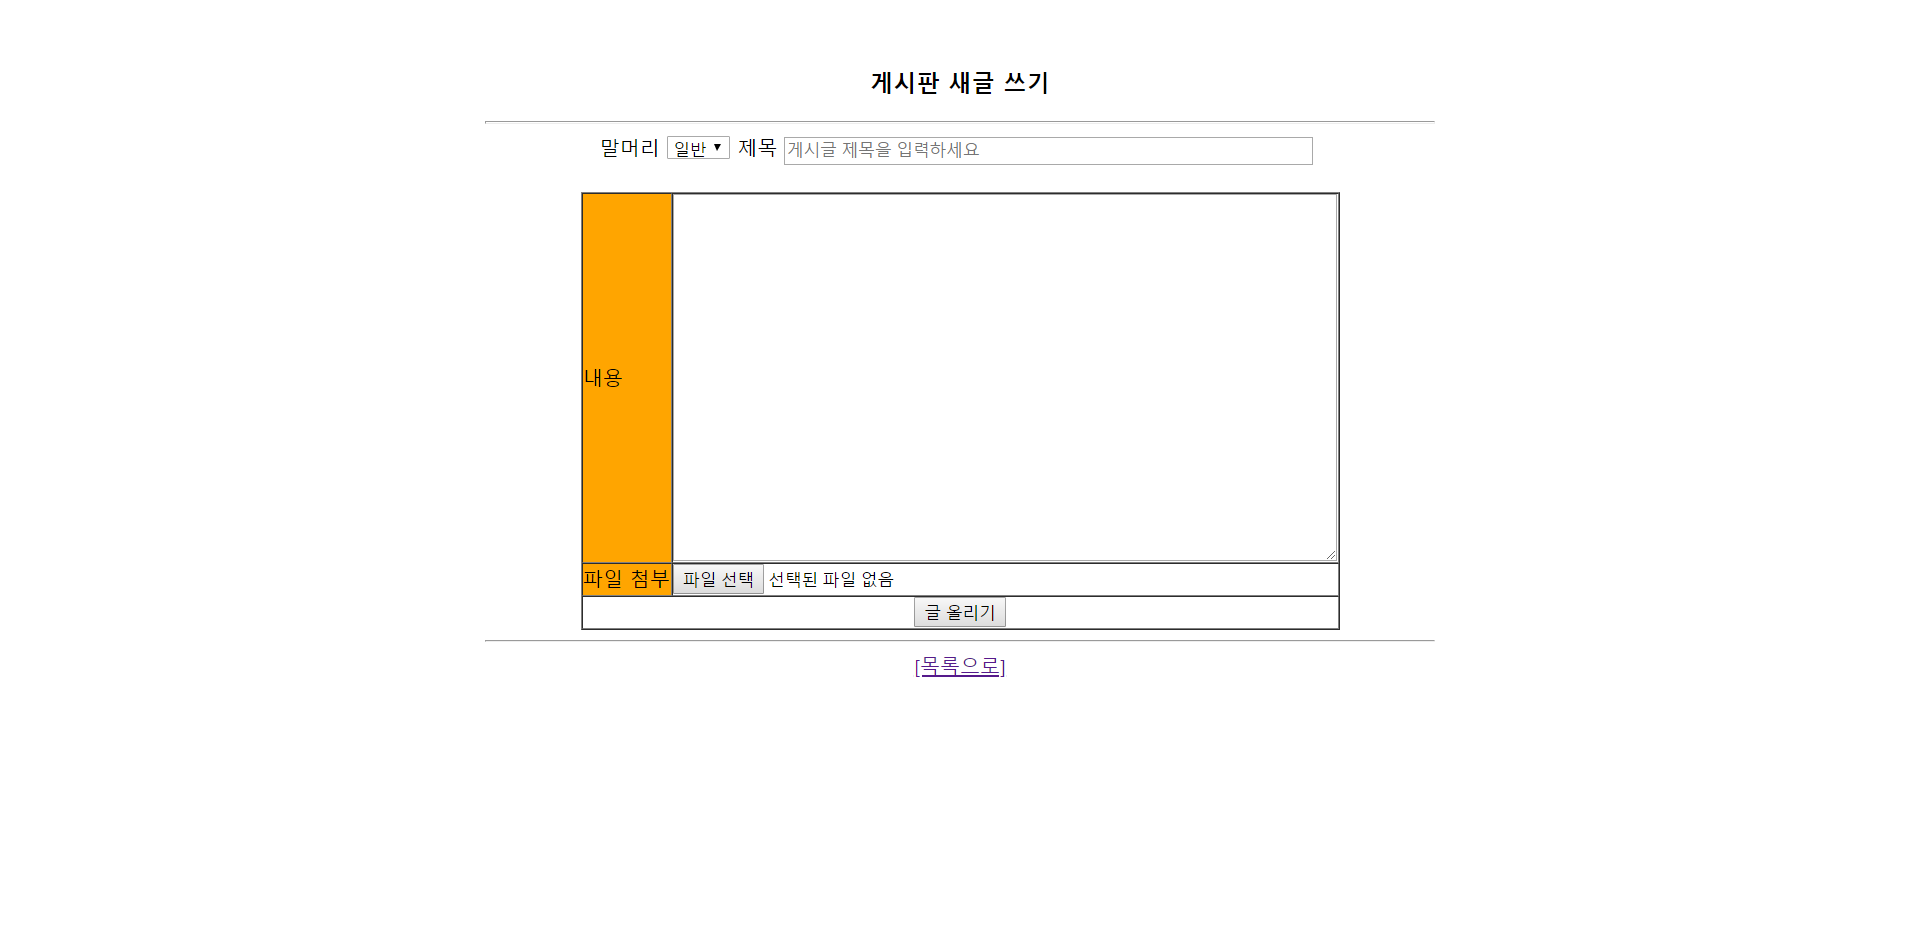 게시판 새글 쓰기
말머리 일반 제목 게시글 제목을 입력하세요
내용
파일 첨부 파일 선택 선택된 파일 없음
글 올리기
[목록으로]